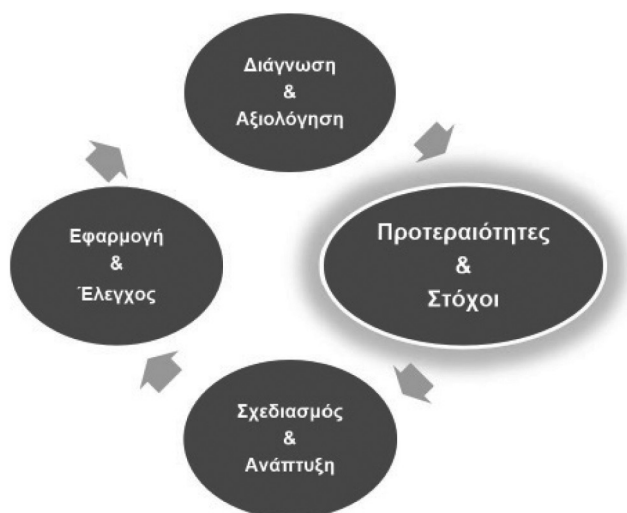 Διάγνωση
&
Αξιολόγηση
Προτεραιότητες
&
Στόχοι
Σχεδιασμός
&
Ανάπτυξη
Εφαρμογή
&
Έλεγχος